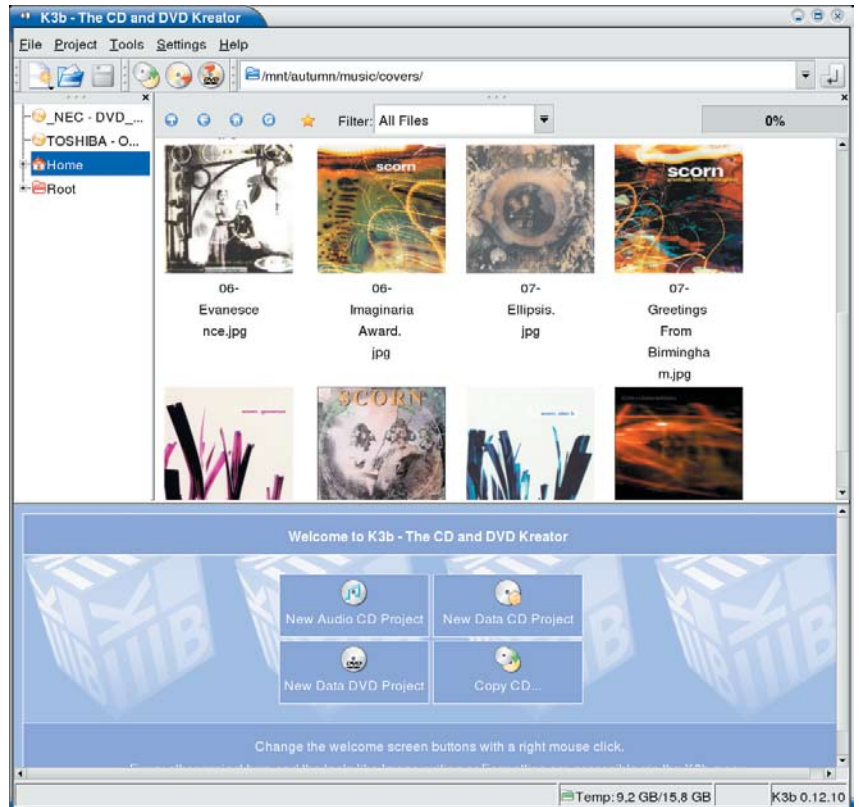 K3b - The CD and DVD Kreator
File Project Tools Settings Help
/mnt/autumn/music/covers/
_NEC - DVD_...
TOSHIBA - O...
Home
Root
Filter: All Files
0%
scorn
scorn
06-
Evanesce
nce.jpg
06-
Imaginaria
Award.
jpg
07-
Ellipsis.
jpg
07-
Greetings
From
Birmingha
m.jpg
SCORN
Welcome to K3b - The CD and DVD Kreator
New Audio CD Project
New Data CD Project
New Data DVD Project
Copy CD...
Change the welcome screen buttons with a right mouse click.
Temp: 9,2 GB/15,8 GB
K3b 0.12.10